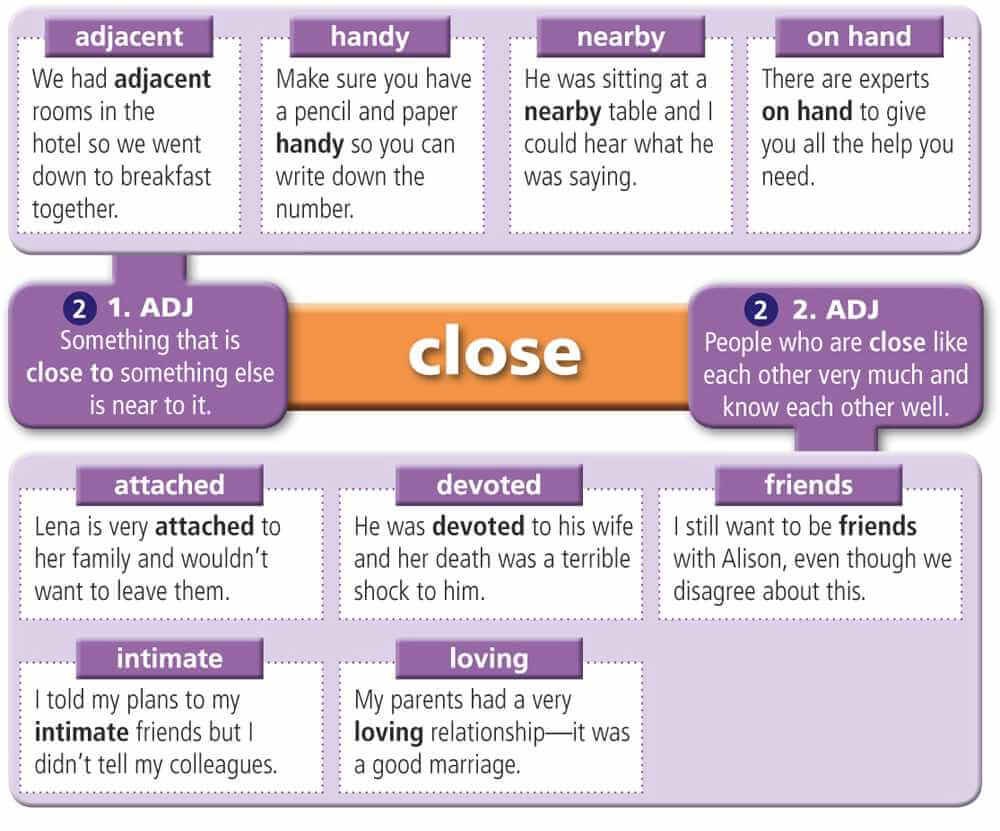 adjacent
We had adjacent
rooms in the
hotel so we went
down to breakfast
together.
handy
Make sure you have
a pencil and paper
handy so you can
write down the
number.
nearby
He was sitting at a
nearby table and I
could hear what he
was saying.
on hand
There are experts
on hand to give
you all the help you
need.
2 1. ADJ
Something that is
close to something else
is near to it.
close
2 2. ADJ
People who are close like
each other very much and
know each other well.
attached
Lena is very attached to
her family and wouldn’t
want to leave them.
devoted
He was devoted to his wife
and her death was a terrible
shock to him.
friends
I still want to be friends
with Alison, even though we
disagree about this.
intimate
I told my plans to my
intimate friends but I
didn’t tell my colleagues.
loving
My parents had a very
loving relationship—it was
a good marriage.